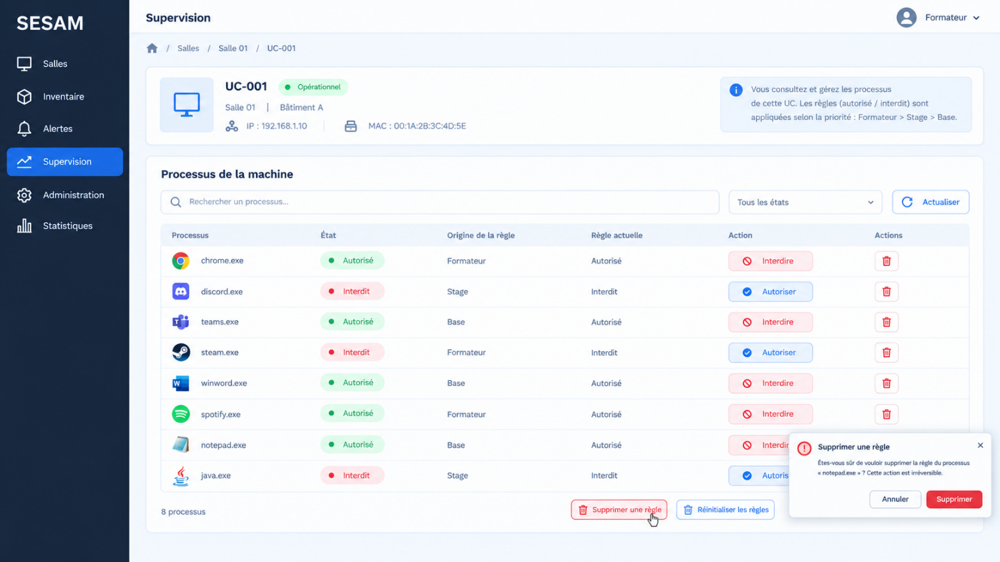 SESAM
Salles
Inventaire
Alertes
Supervision
Administration
Statistiques
Supervision
Formateur
/ Salles / Salle 01 / UC-001
UC-001
Opérationnel
Salle 01 | Bâtiment A
IP : 192.168.1.10
MAC : 00:1A:2B:3C:4D:5E
Vous consultez et gérez les processus
de cette UC. Les règles (autorisé / interdit) sont
appliquées selon la priorité : Formateur > Stage > Base.
Processus de la machine
Rechercher un processus...
Tous les états
Actualiser
Processus État Origine de la règle Règle actuelle Action Actions
chrome.exe Autorisé Formateur Autorisé Interdire
discord.exe Interdit Stage Interdit Autoriser
teams.exe Autorisé Base Autorisé Interdire
steam.exe Interdit Formateur Interdit Autoriser
winword.exe Autorisé Base Autorisé Interdire
spotify.exe Autorisé Formateur Autorisé Interdire
notepad.exe Autorisé Base Autorisé Interdir
java.exe Interdit Stage Interdit Autoris
8 processus
Supprimer une règle
Réinitialiser les règles
Supprimer une règle
Êtes-vous sûr de vouloir supprimer la règle du processus
« notepad.exe » ? Cette action est irréversible.
Annuler
Supprimer